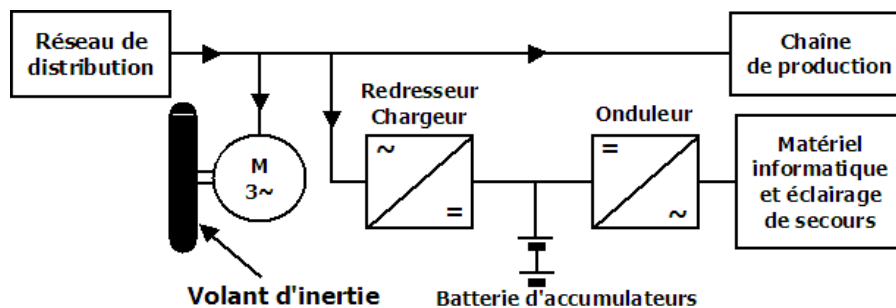 Réseau de
distribution
Chaîne
de production
Redresseur
Chargeur
Onduleur
M
3~
~
=
=
~
Matériel
informatique
et éclairage
de secours
Volant d'inertie
Batterie d'accumulateurs